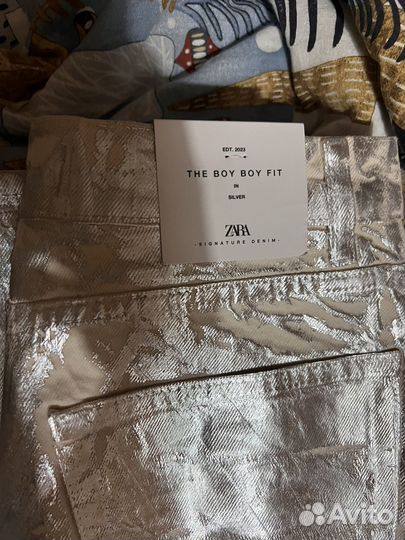 EDT. 2023
THE BOY BOY FIT
IN
SILVER
ZARA
-SIGNATURE DENIM-
Avito